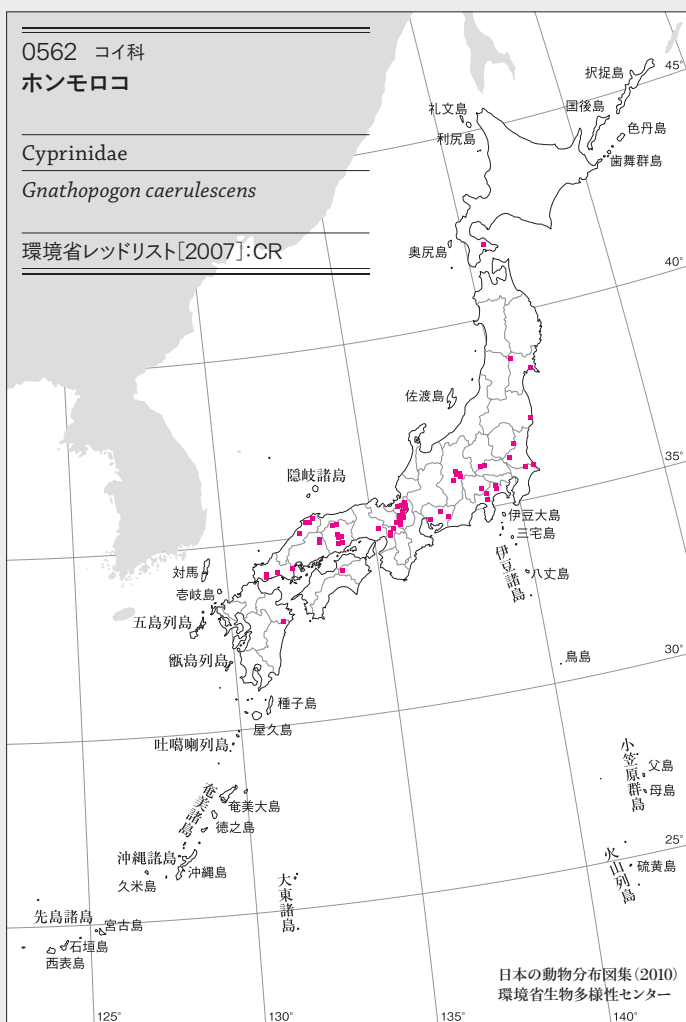 0562 コイ科
ホンモロコ
Cyprinidae
Gnathopogon caerulescens
環境省レッドリスト[2007]:CR
択捉島
45°
礼文島
国後島
利尻島
色丹島
歯舞群島
奥尻島
40°
佐渡島
35°
隠岐諸島
伊豆大島
三宅島
伊豆諸島
八丈島
対馬
壱岐島
五島列島
甑島列島
鳥島
30°
種子島
屋久島
吐噶喇列島
小笠原群島
父島
母島
奄美諸島
奄美大島
徳之島
25°
沖縄諸島
沖縄島
久米島
火山列島
硫黄島
大東諸島
先島諸島
宮古島
石垣島
西表島
日本の動物分布図集(2010)
環境省生物多様性センター
125°
130°
135°
140°